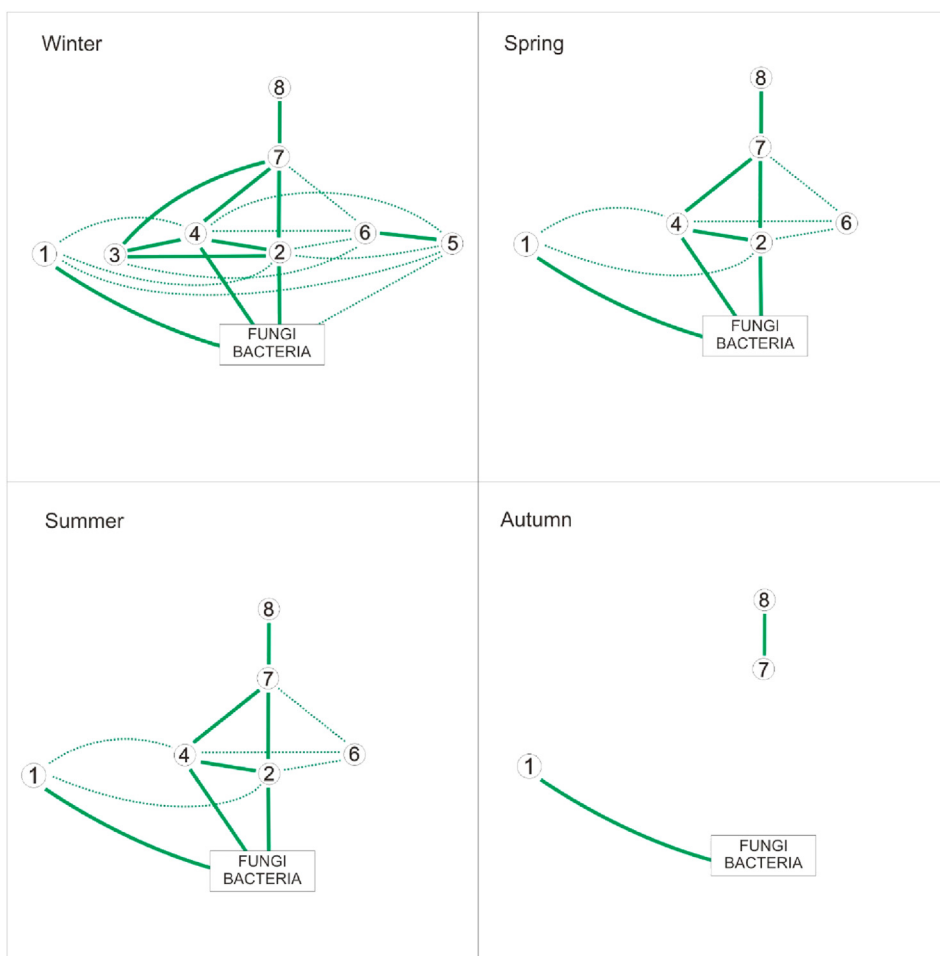 Winter
8
7
4
6
1
3
2
5
FUNGI
BACTERIA
Spring
8
7
4
6
1
2
FUNGI
BACTERIA
Summer
8
7
4
6
1
2
FUNGI
BACTERIA
Autumn
8
7
1
FUNGI
BACTERIA